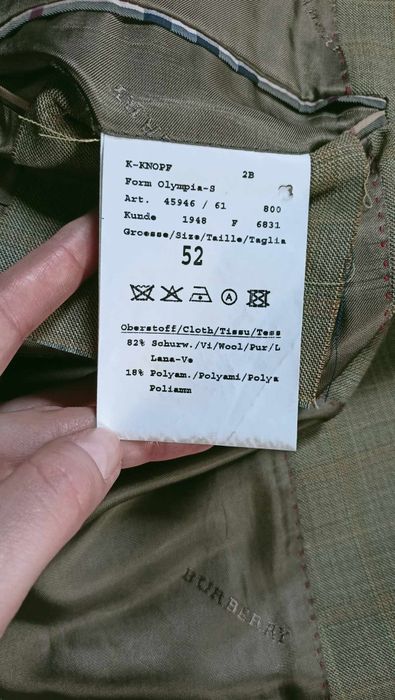 K-KNOPF 2B
Form Olympia-S
Art. 45946 / 61 800
Kunde 1948 F 6831
Groesse/Size/Taille/Taglia
52
A
Oberstoff/Cloth/Tissu/Tess
82% Schurw./Vi/Wool/Pur/L
Lana-Ve
18% Polyam./Polyami/Polya
Poliamm
BURBERRY